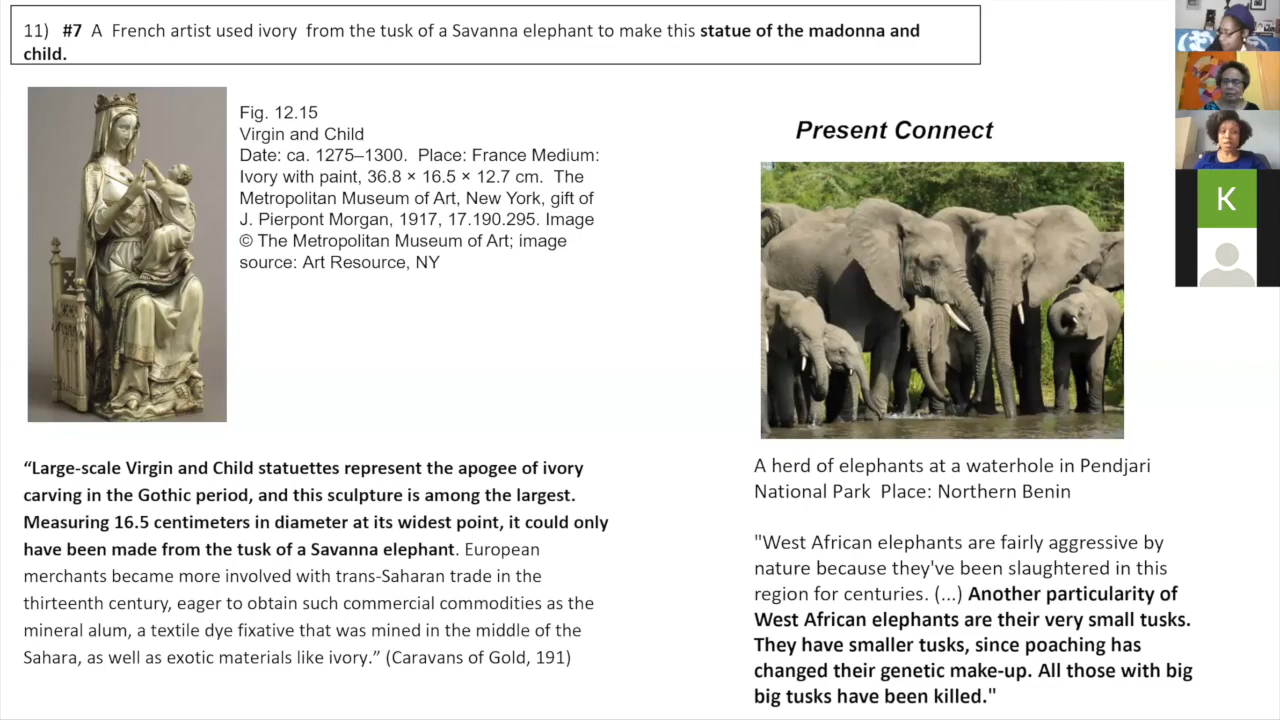 11)  #7  A  French artist used ivory  from the tusk of a Savanna elephant to make this statue of the madonna and
child.
Fig. 12.15
Virgin and Child
Date: ca. 1275–1300.  Place: France Medium:
Ivory with paint, 36.8 × 16.5 × 12.7 cm.  The
Metropolitan Museum of Art, New York, gift of
J. Pierpont Morgan, 1917, 17.190.295. Image
© The Metropolitan Museum of Art; image
source: Art Resource, NY
“Large-scale Virgin and Child statuettes represent the apogee of ivory
carving in the Gothic period, and this sculpture is among the largest.
Measuring 16.5 centimeters in diameter at its widest point, it could only
have been made from the tusk of a Savanna elephant. European
merchants became more involved with trans-Saharan trade in the
thirteenth century, eager to obtain such commercial commodities as the
mineral alum, a textile dye fixative that was mined in the middle of the
Sahara, as well as exotic materials like ivory.” (Caravans of Gold, 191)
Present Connect
A herd of elephants at a waterhole in Pendjari
National Park  Place: Northern Benin
"West African elephants are fairly aggressive by
nature because they've been slaughtered in this
region for centuries. (...) Another particularity of
West African elephants are their very small tusks.
They have smaller tusks, since poaching has
changed their genetic make-up. All those with big
big tusks have been killed."
K